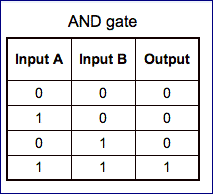 AND gate
Input A Input B Output
0 0 0
1 0 0
0 1 0
1 1 1